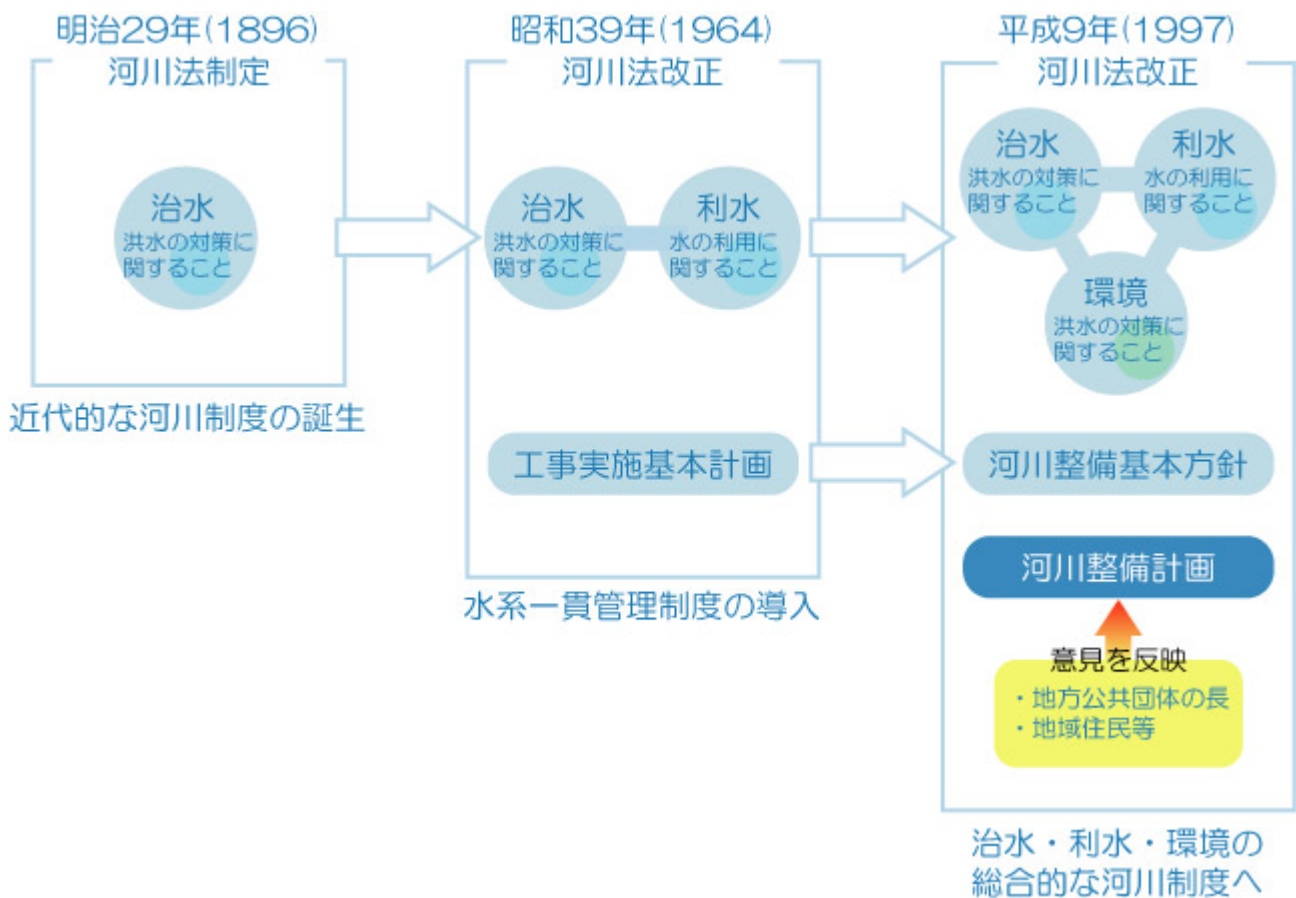 明治29年(1896)
河川法制定
治水
洪水の対策に
関すること
近代的な河川制度の誕生
昭和39年(1964)
河川法改正
治水
洪水の対策に
関すること
利水
水の利用に
関すること
工事実施基本計画
水系一貫管理制度の導入
平成9年(1997)
河川法改正
治水
洪水の対策に
関すること
利水
水の利用に
関すること
環境
洪水の対策に
関すること
河川整備基本方針
河川整備計画
意見を反映
・地方公共団体の長
・地域住民等
治水・利水・環境の
総合的な河川制度へ